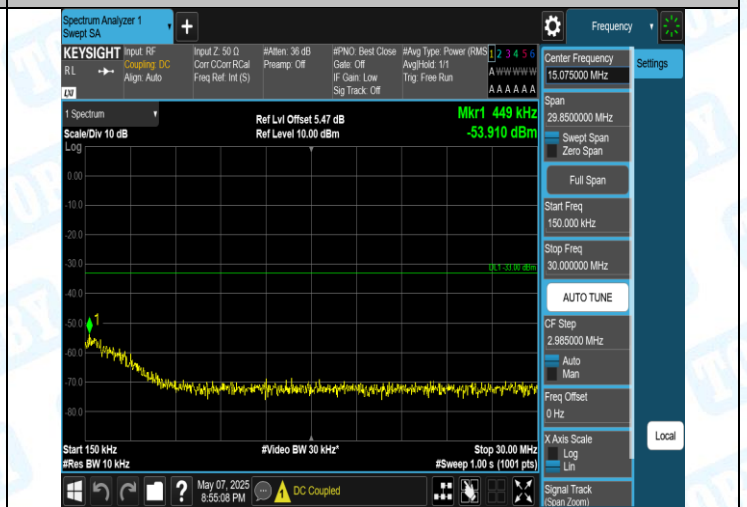 Spectrum Analyzer 1
Swept SA
+
Frequency
KEYSIGHT
RL
LXI
Input: RF
Coupling: DC
Align: Auto
Input Z: 50 Ω
Corr CCorr RCal
Freq Ref: Int (S)
#Atten: 36 dB
Preamp: Off
#PNO: Best Close
Gate: Off
IF Gain: Low
Sig Track: Off
#Avg Type: Power (RMS
Avg|Hold: 1/1
Trig: Free Run
1 2 3 4 5 6
A W W W W W
A A A A A A
Center Frequency
15.075000 MHz
Settings
1 Spectrum
Scale/Div 10 dB
Log
Ref Lvl Offset 5.47 dB
Ref Level 10.00 dBm
Mkr1 449 kHz
-53.910 dBm
0.00
-10.0
-20.0
-30.0
-40.0
-50.0
-60.0
-70.0
-80.0
DL1 -33.00 dBm
1
Start 150 kHz
#Res BW 10 kHz
#Video BW 30 kHz*
Stop 30.00 MHz
#Sweep 1.00 s (1001 pts)
Span
29.8500000 MHz
Swept Span
Zero Span
Full Span
Start Freq
150.000 kHz
Stop Freq
30.000000 MHz
AUTO TUNE
CF Step
2.985000 MHz
Auto
Man
Freq Offset
0 Hz
X Axis Scale
Log
Lin
Local
Signal Track
(Span Zoom)
?
May 07, 2025
8:55:08 PM
DC Coupled